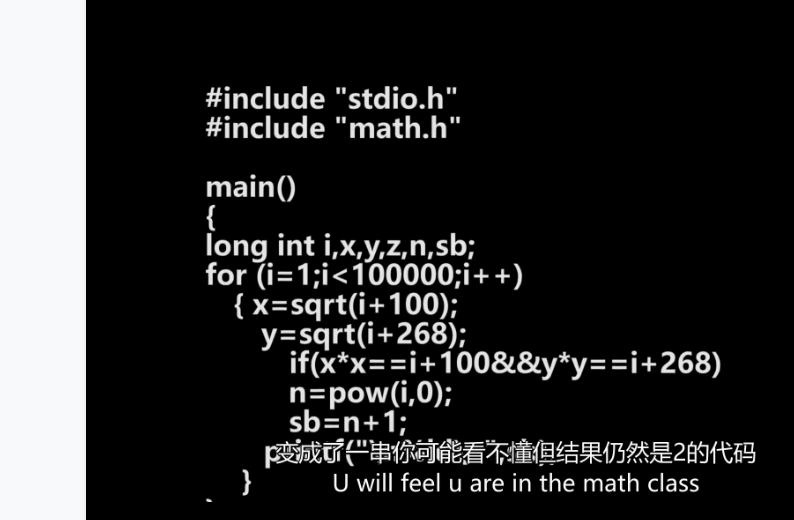 #include "stdio.h"
#include "math.h"
main()
{
long int i,x,y,z,n,sb;
for (i=1;i<100000;i++)
{ x=sqrt(i+100);
y=sqrt(i+268);
if(x*x==i+100&&y*y==i+268)
n=pow(i,0);
sb=n+1;
变成了一串你可能看不懂但结果仍然是2的代码
}
U will feel u are in the math class